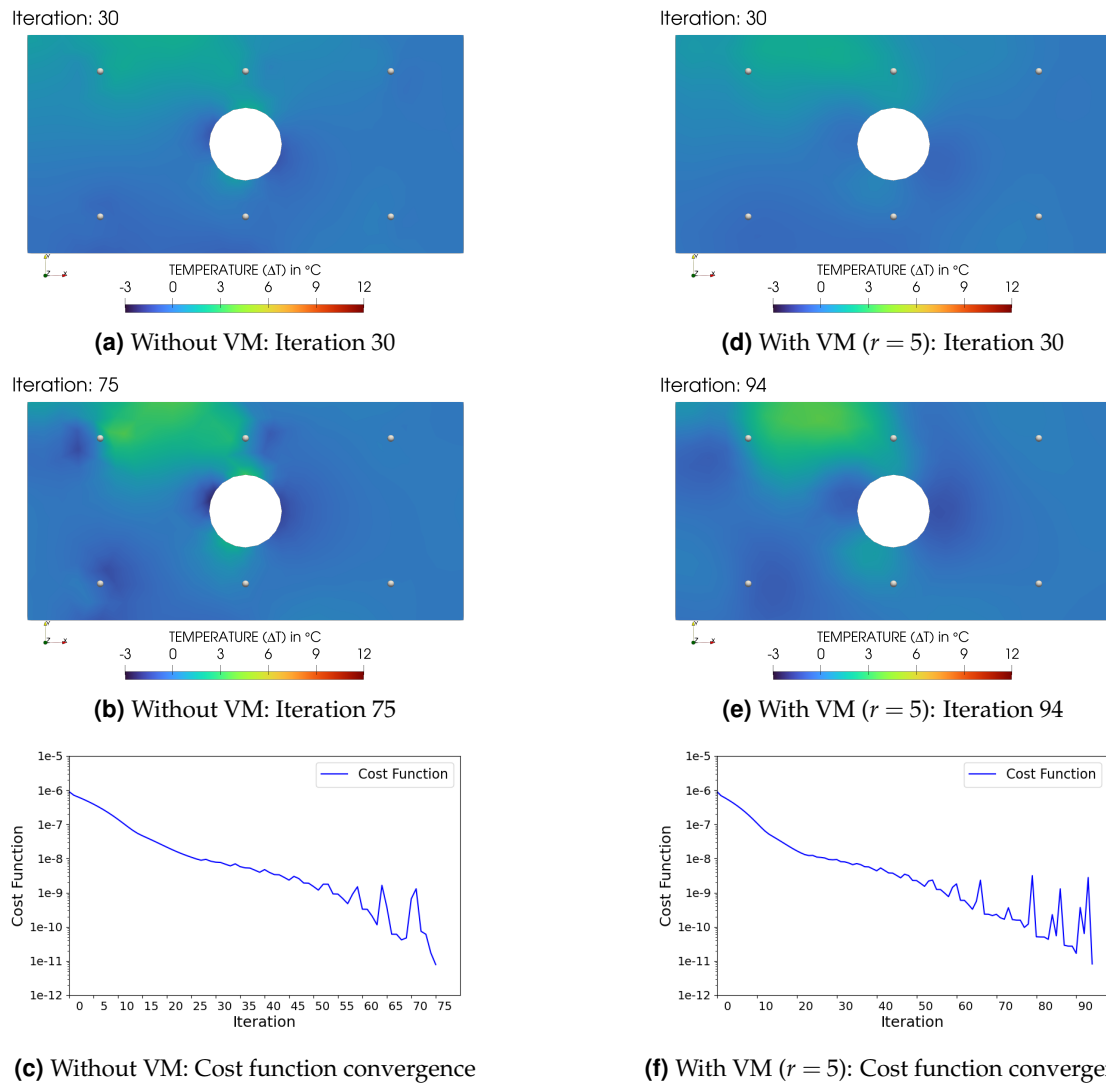 Iteration: 30
TEMPERATURE (ΔT) in °C
-3 0 3 6 9 12
(a) Without VM: Iteration 30
Iteration: 75
TEMPERATURE (ΔT) in °C
-3 0 3 6 9 12
(b) Without VM: Iteration 75
Cost Function
1e-5
1e-6
1e-7
1e-8
1e-9
1e-10
1e-11
1e-12
Cost Function
0 5 10 15 20 25 30 35 40 45 50 55 60 65 70 75
Iteration
(c) Without VM: Cost function convergence
Iteration: 30
TEMPERATURE (ΔT) in °C
-3 0 3 6 9 12
(d) With VM (r = 5): Iteration 30
Iteration: 94
TEMPERATURE (ΔT) in °C
-3 0 3 6 9 12
(e) With VM (r = 5): Iteration 94
Cost Function
1e-5
1e-6
1e-7
1e-8
1e-9
1e-10
1e-11
1e-12
Cost Function
0 10 20 30 40 50 60 70 80 90
Iteration
(f) With VM (r = 5): Cost function converge